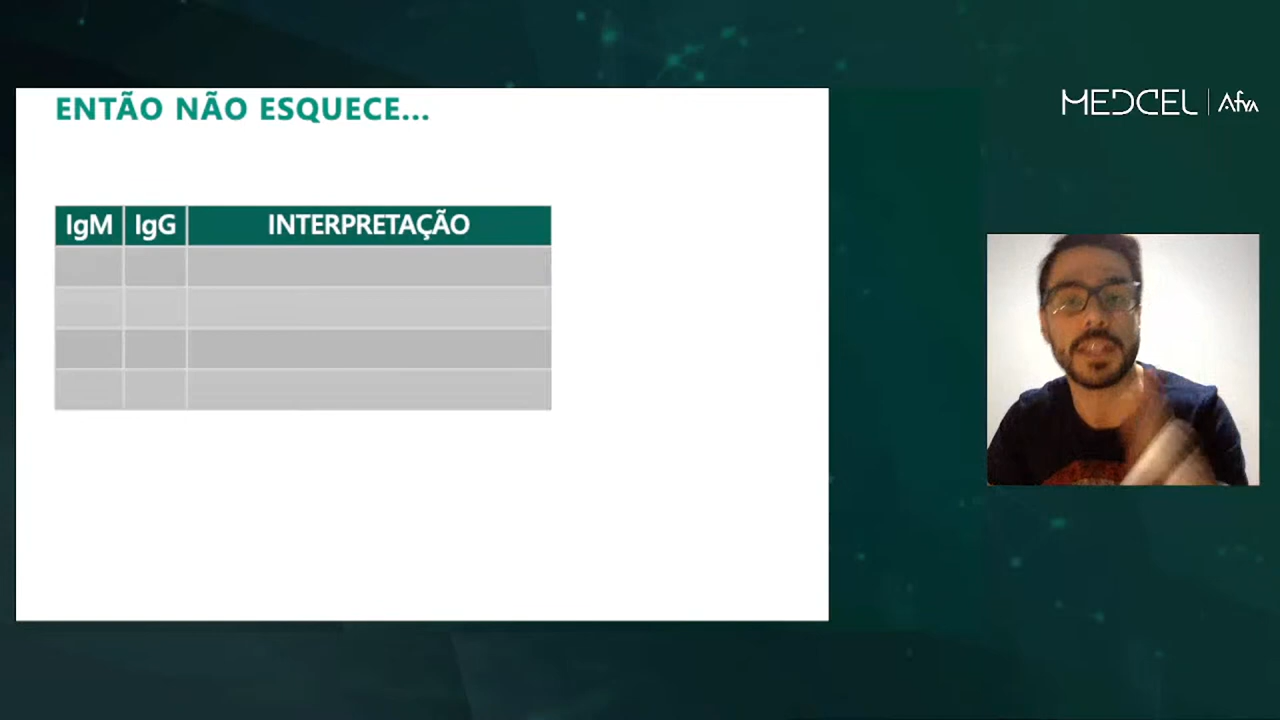 ENTÃO NÃO ESQUECE...
MEDCEL | Afya
IgM IgG INTERPRETAÇÃO